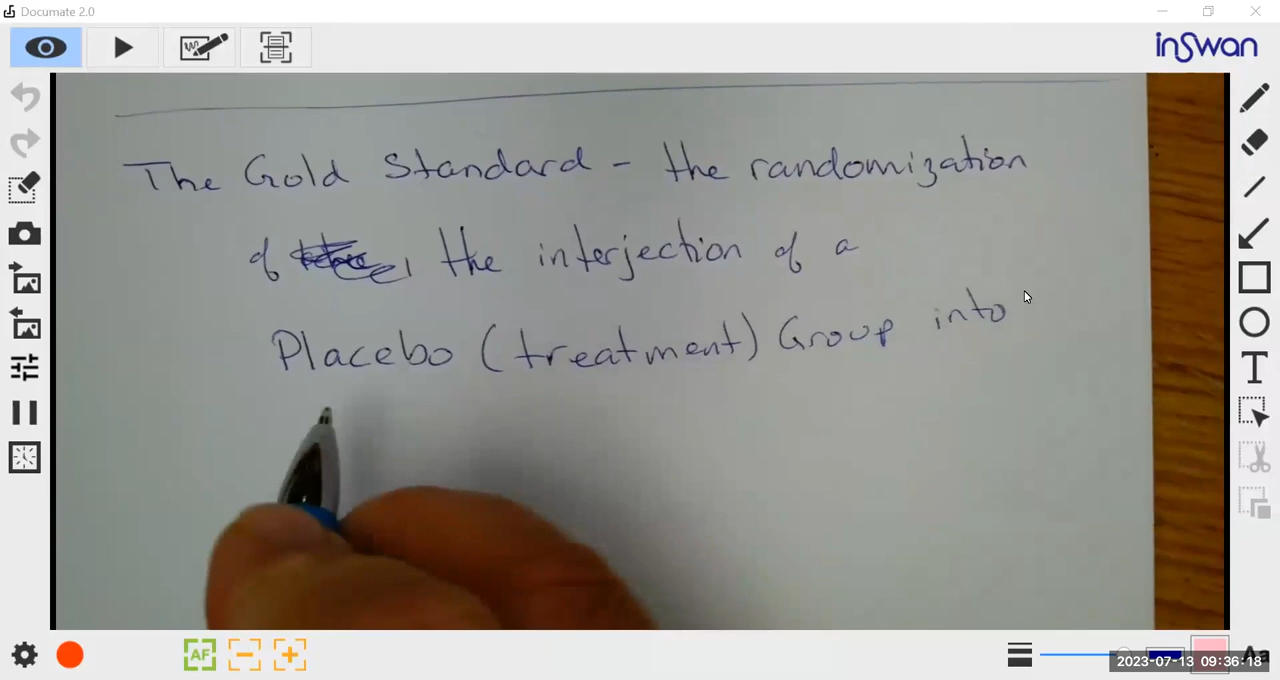 Documate 2.0
inSwan
The Gold Standard - the randomization
of the interjection of a
Placebo (treatment) Group into
T
AF
Aa
2023-07-13 09:36:18